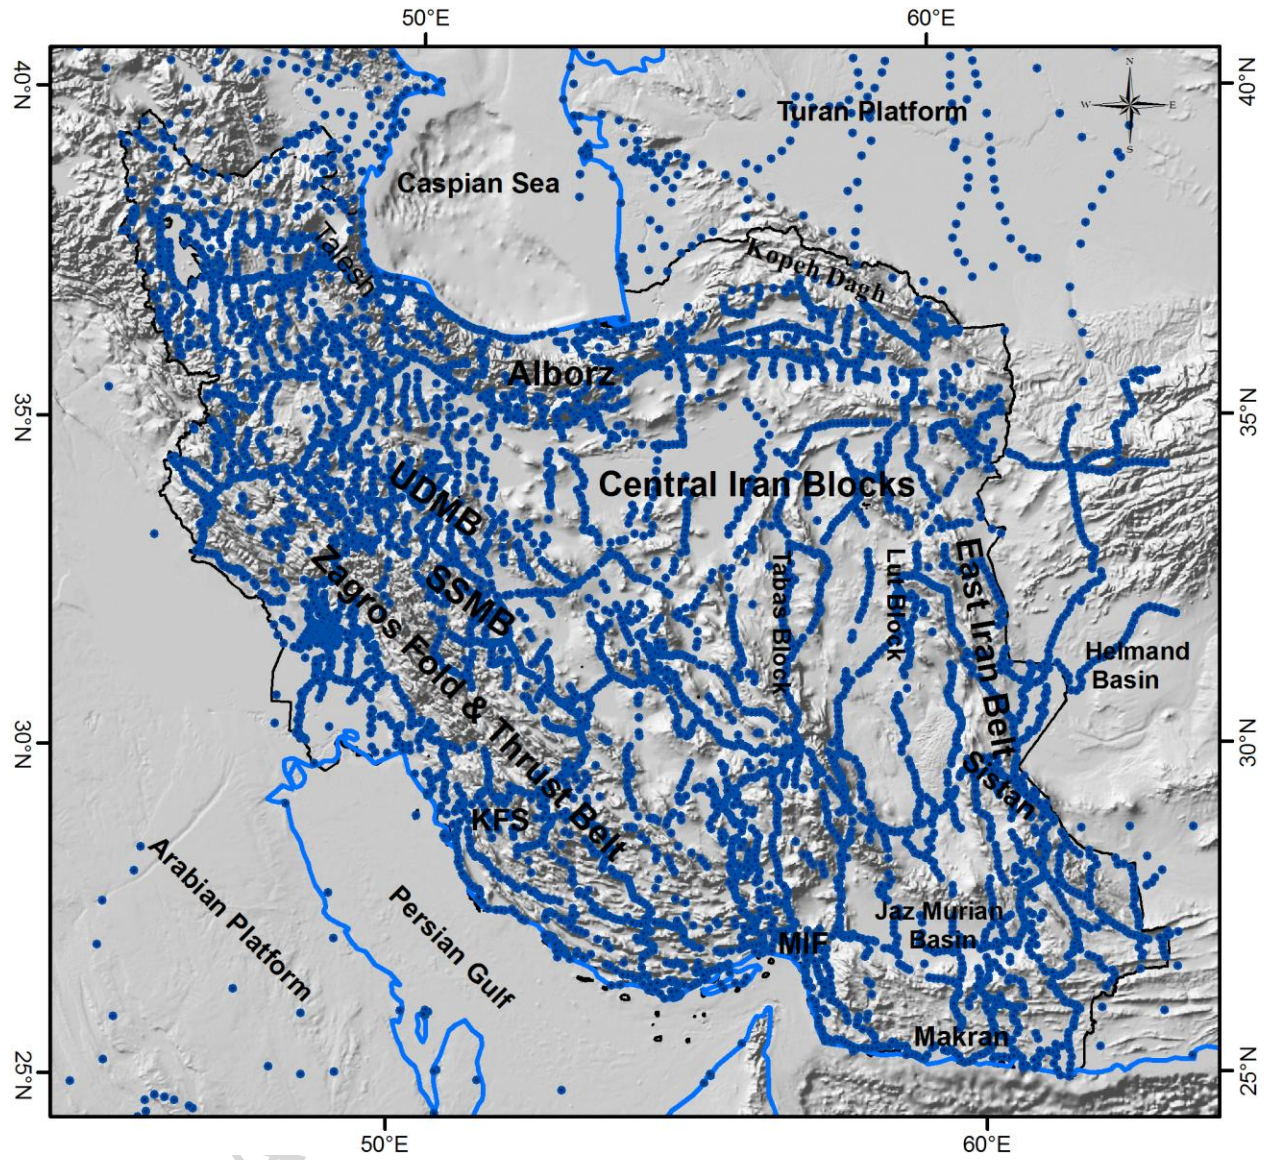 50°E
60°E
40°N
40°N
N
W
E
S
Turan Platform
Caspian Sea
Talesh
Kopeh Dagh
Alborz
35°N
35°N
UDMB
Central Iran Blocks
Zagros Fold & Thrust Belt
SSMB
Tabas Block
Lut Block
East Iran Belt
Helmand
Basin
30°N
30°N
Sistan
KFS
Arabian Platform
Persian Gulf
Jaz Murian
Basin
MIF
Makran
25°N
25°N
50°E
60°E